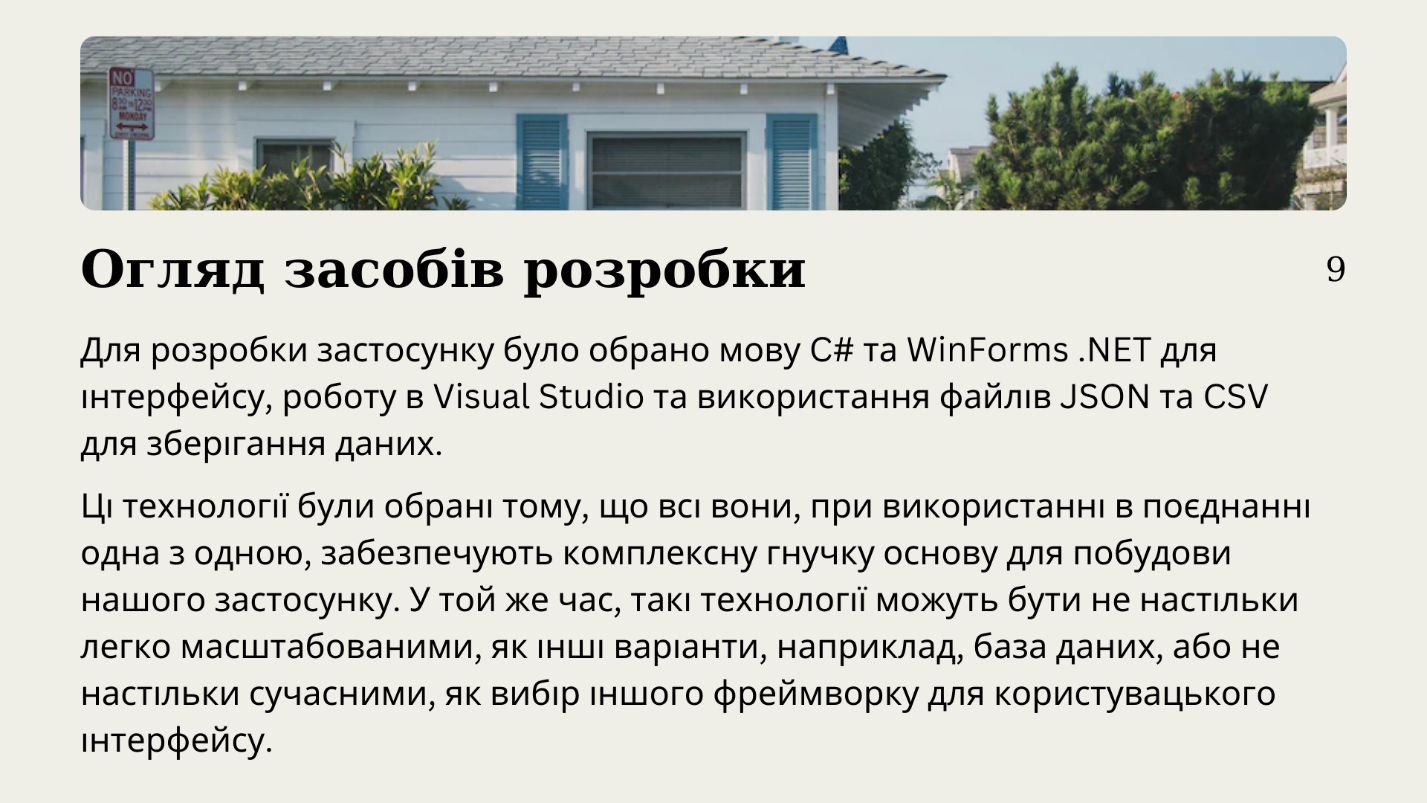 NO
PARKING
8 TO 12
MONDAY
Огляд засобів розробки
9
Для розробки застосунку було обрано мову C# та WinForms .NET для
інтерфейсу, роботу в Visual Studio та використання файлів JSON та CSV
для зберігання даних.
Ці технології були обрані тому, що всі вони, при використанні в поєднанні
одна з одною, забезпечують комплексну гнучку основу для побудови
нашого застосунку. У той же час, такі технології можуть бути не настільки
легко масштабованими, як інші варіанти, наприклад, база даних, або не
настільки сучасними, як вибір іншого фреймворку для користувацького
інтерфейсу.